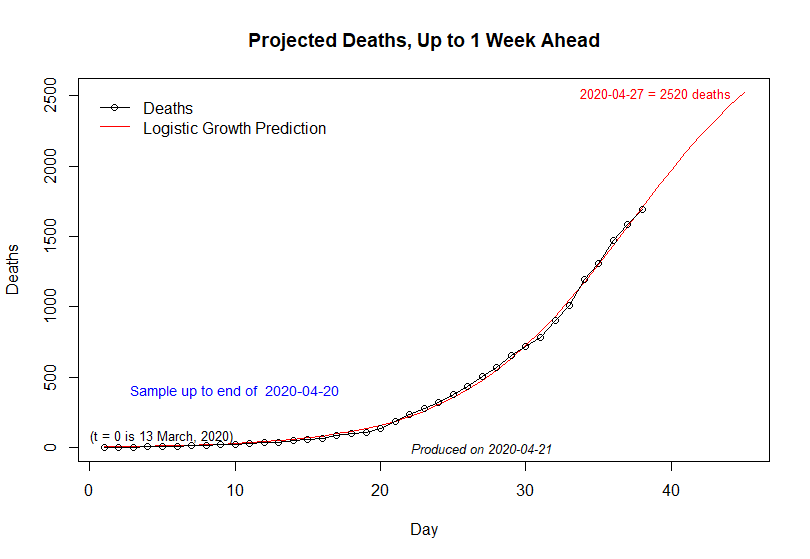 Projected Deaths, Up to 1 Week Ahead
2020-04-27 = 2520 deaths
Deaths
Logistic Growth Prediction
2500
2000
1500
1000
500
0
Deaths
Sample up to end of 2020-04-20
(t = 0 is 13 March, 2020)
Produced on 2020-04-21
0 10 20 30 40
Day